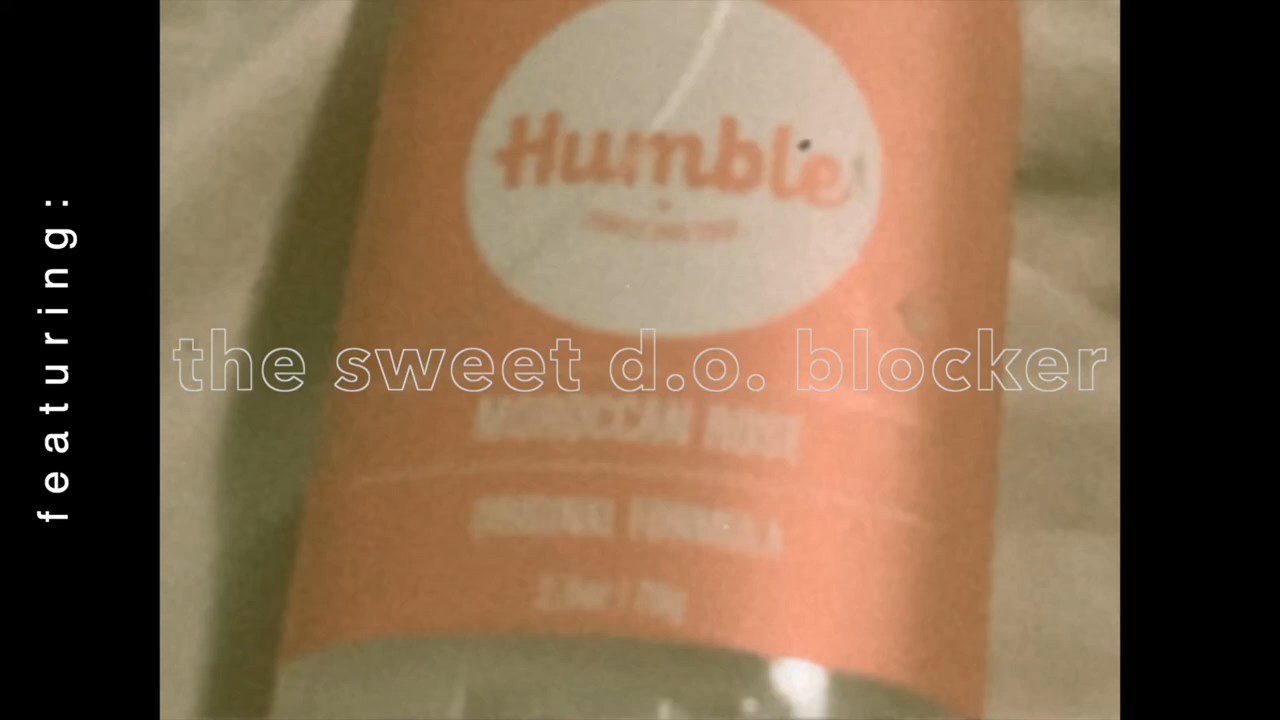 featuring:
Humble
the sweet d.o. blocker
MOROCCAN ROSE
ORIGINAL FORMULA